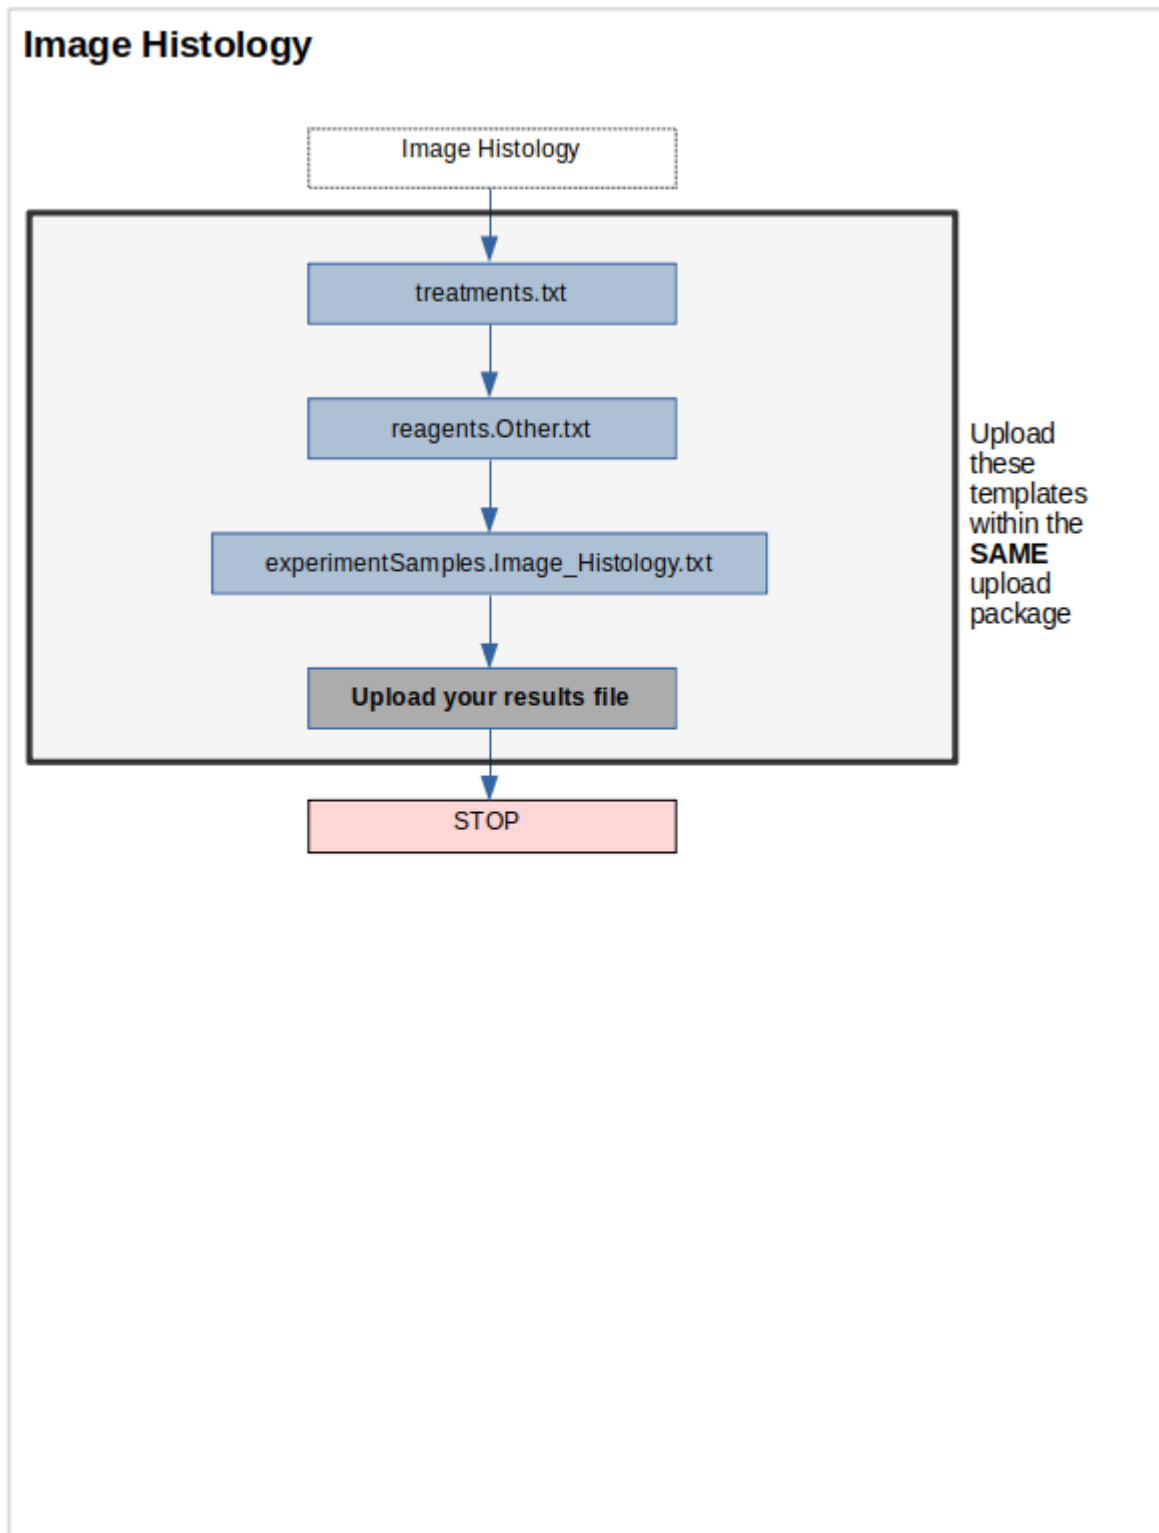 Image Histology
Image Histology
treatments.txt
reagents.Other.txt
experimentSamples.Image_Histology.txt
Upload your results file
STOP
Upload
these
templates
within the
SAME
upload
package